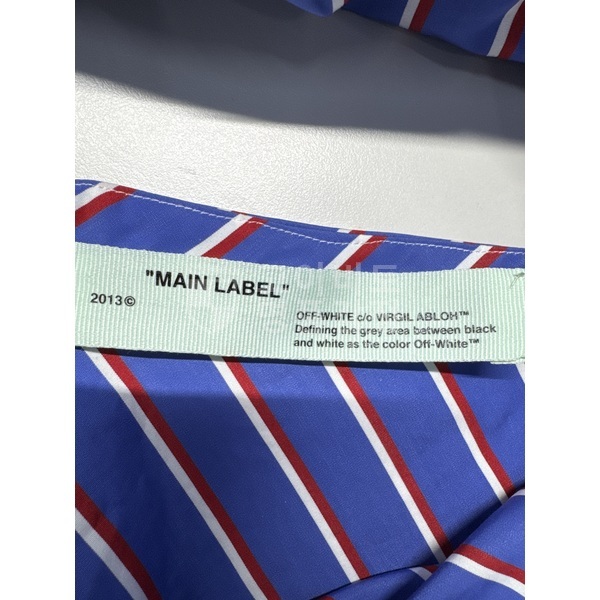 "MAIN LABEL"
2013©
OFF-WHITE c/o VIRGIL ABLOH™
Defining the grey area between black
and white as the color Off-White™